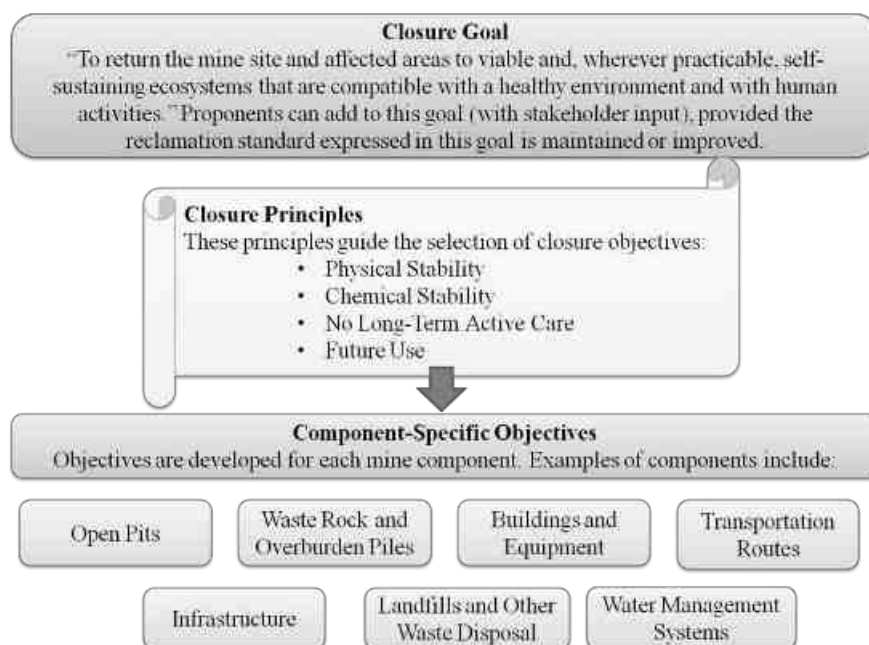 Closure Goal
"To return the mine site and affected areas to viable and, wherever practicable, self-
sustaining ecosystems that are compatible with a healthy environment and with human
activities." Proponents can add to this goal (with stakeholder input), provided the
reclamation standard expressed in this goal is maintained or improved.
Closure Principles
These principles guide the selection of closure objectives:
• Physical Stability
• Chemical Stability
• No Long-Term Active Care
• Future Use
Component-Specific Objectives
Objectives are developed for each mine component. Examples of components include:
Open Pits
Waste Rock and
Overburden Piles
Buildings and
Equipment
Transportation
Routes
Infrastructure
Landfills and Other
Waste Disposal
Water Management
Systems